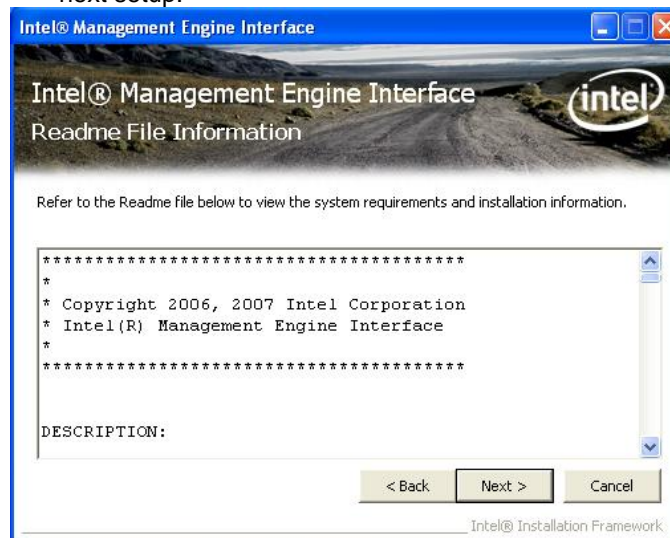 next setup.
Intel® Management Engine Interface
Intel® Management Engine Interface
intel
Readme File Information
Refer to the Readme file below to view the system requirements and installation information.
****************************************
*
* Copyright 2006, 2007 Intel Corporation
* Intel(R) Management Engine Interface
*
****************************************
DESCRIPTION:
< Back
Next >
Cancel
Intel® Installation Framework